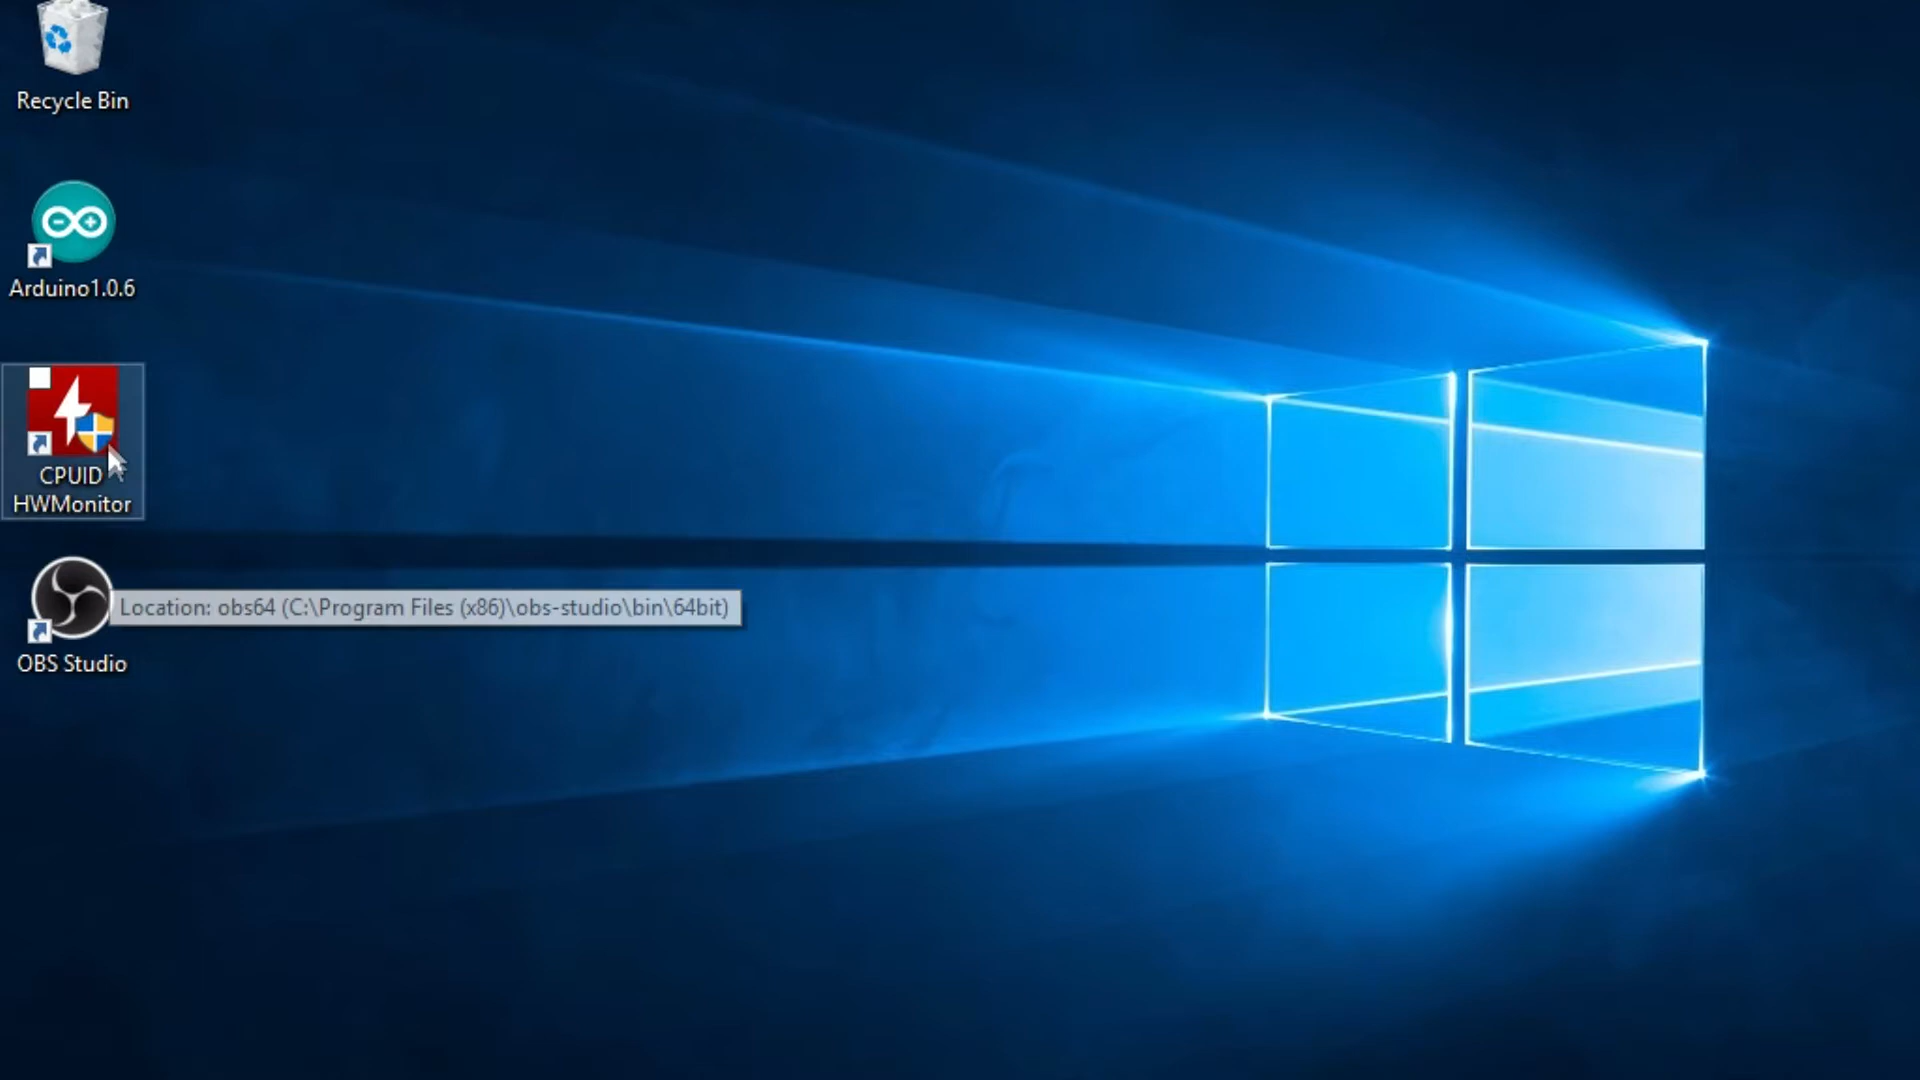 Recycle Bin
Arduino1.0.6
CPUID
HWMonitor
Location: obs64 (C:\Program Files (x86)\obs-studio\bin\64bit)
OBS Studio